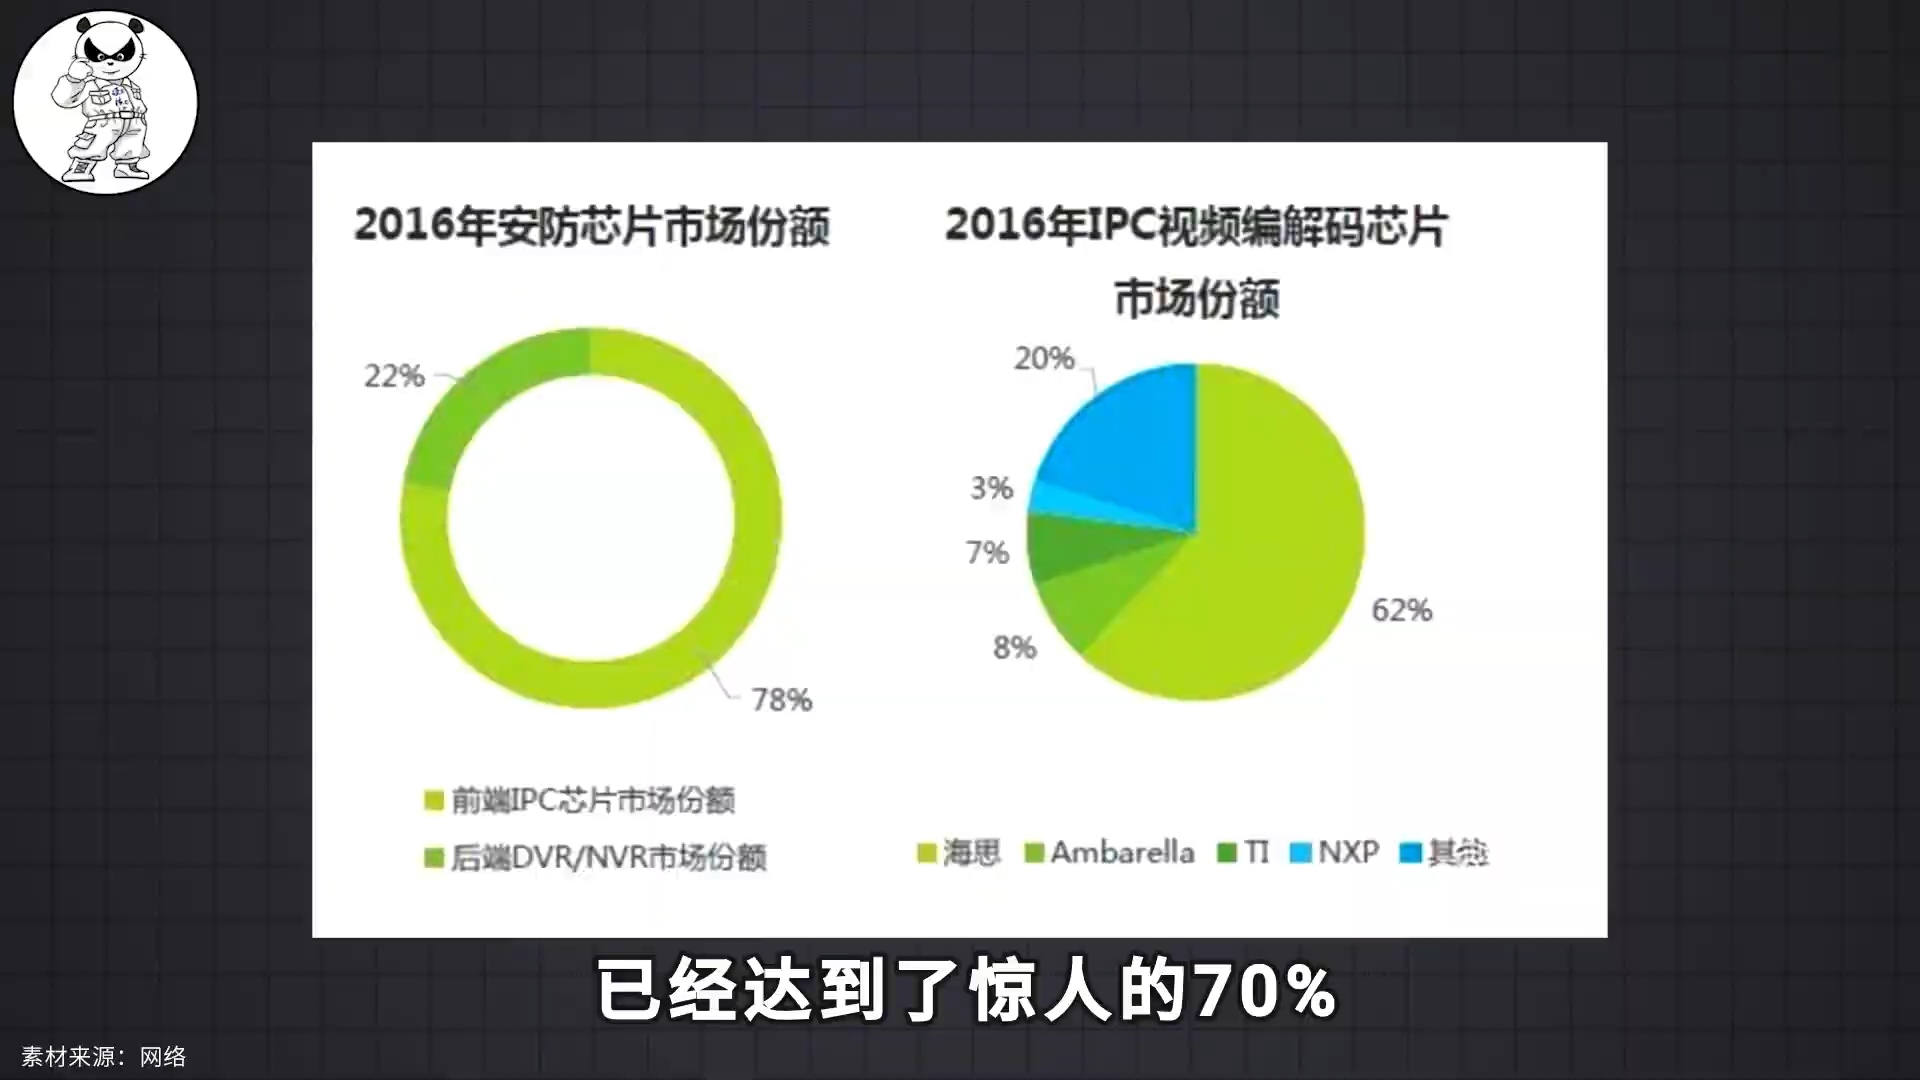 2016年安防芯片市场份额
22%
78%
前端IPC芯片市场份额
后端DVR/NVR市场份额
2016年IPC视频编解码芯片
市场份额
20%
3%
7%
8%
62%
海思 Ambarella TI NXP 其他
已经达到了惊人的70%
素材来源：网络